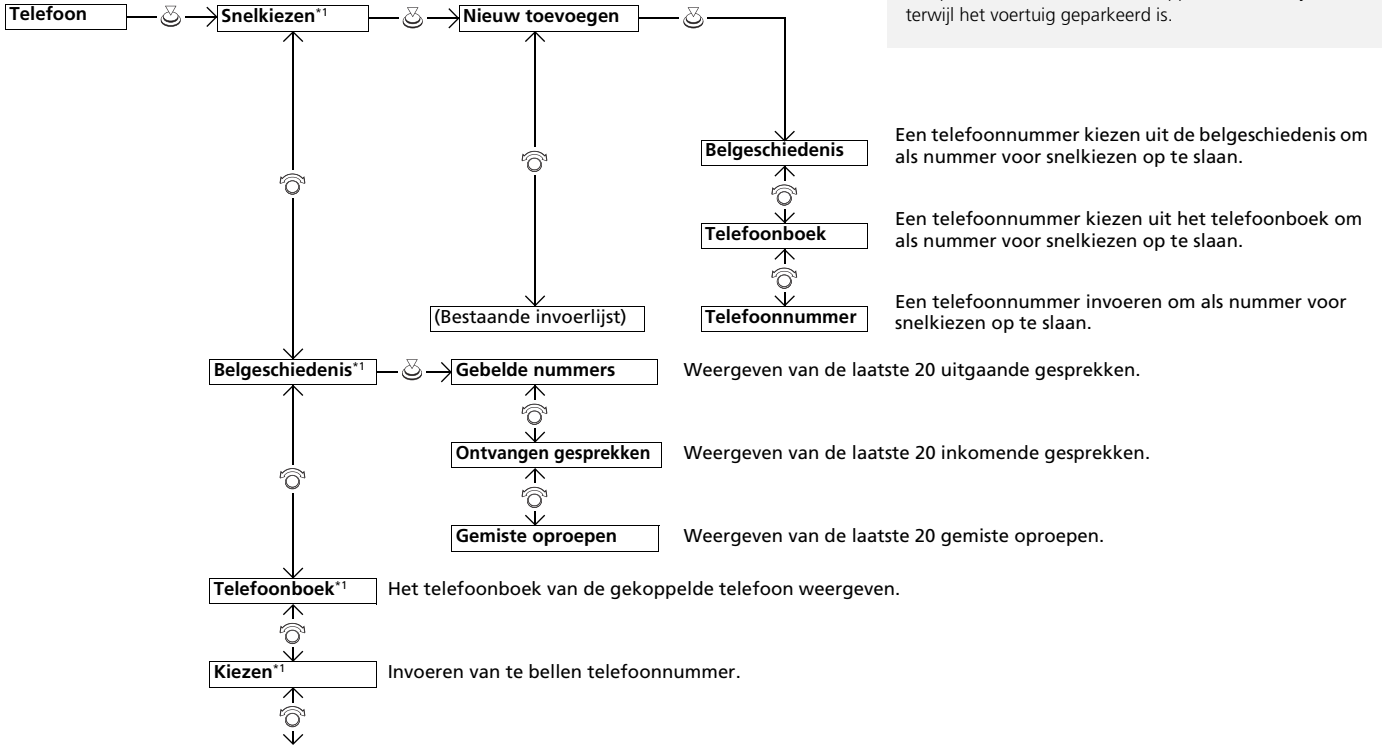 terwijl het voertuig geparkeerd is.
Telefoon
Snelkiezen*1
Nieuw toevoegen
Belgeschiedenis
Een telefoonnummer kiezen uit de belgeschiedenis om
als nummer voor snelkiezen op te slaan.
Telefoonboek
Een telefoonnummer kiezen uit het telefoonboek om
als nummer voor snelkiezen op te slaan.
(Bestaande invoerlijst)
Telefoonnummer
Een telefoonnummer invoeren om als nummer voor
snelkiezen op te slaan.
Belgeschiedenis*1
Gebelde nummers
Weergeven van de laatste 20 uitgaande gesprekken.
Ontvangen gesprekken
Weergeven van de laatste 20 inkomende gesprekken.
Gemiste oproepen
Weergeven van de laatste 20 gemiste oproepen.
Telefoonboek*1
Het telefoonboek van de gekoppelde telefoon weergeven.
Kiezen*1
Invoeren van te bellen telefoonnummer.